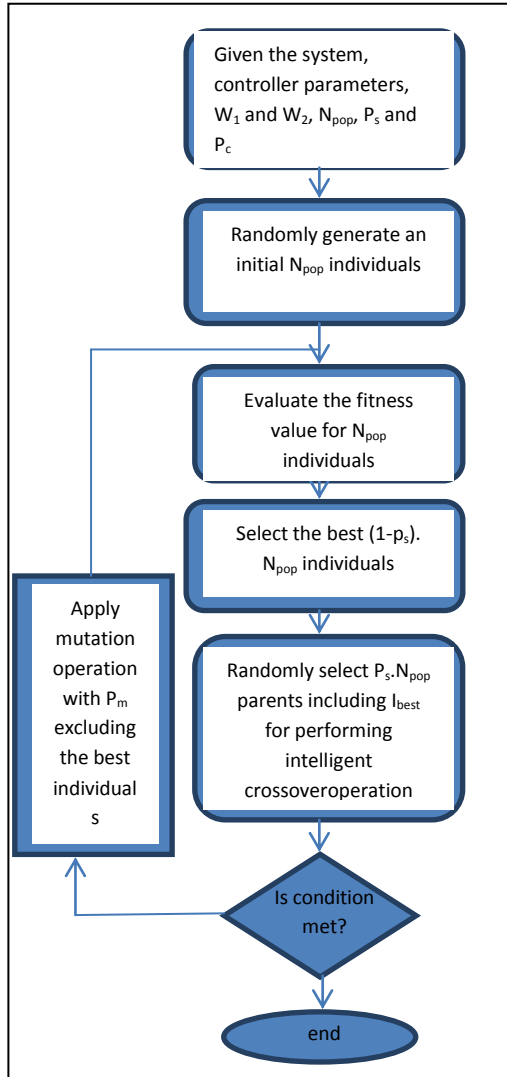 Given the system,
controller parameters,
W₁ and W₂, Nₚₒₚ, Pₛ and
P꜀
Randomly generate an
initial Nₚₒₚ individuals
Evaluate the fitness
value for Nₚₒₚ
individuals
Select the best (1-pₛ).
Nₚₒₚ individuals
Randomly select Pₛ.Nₚₒₚ
parents including I_best
for performing
intelligent
crossoveroperation
Apply
mutation
operation
with Pₘ
excluding
the best
individual
s
Is condition
met?
end